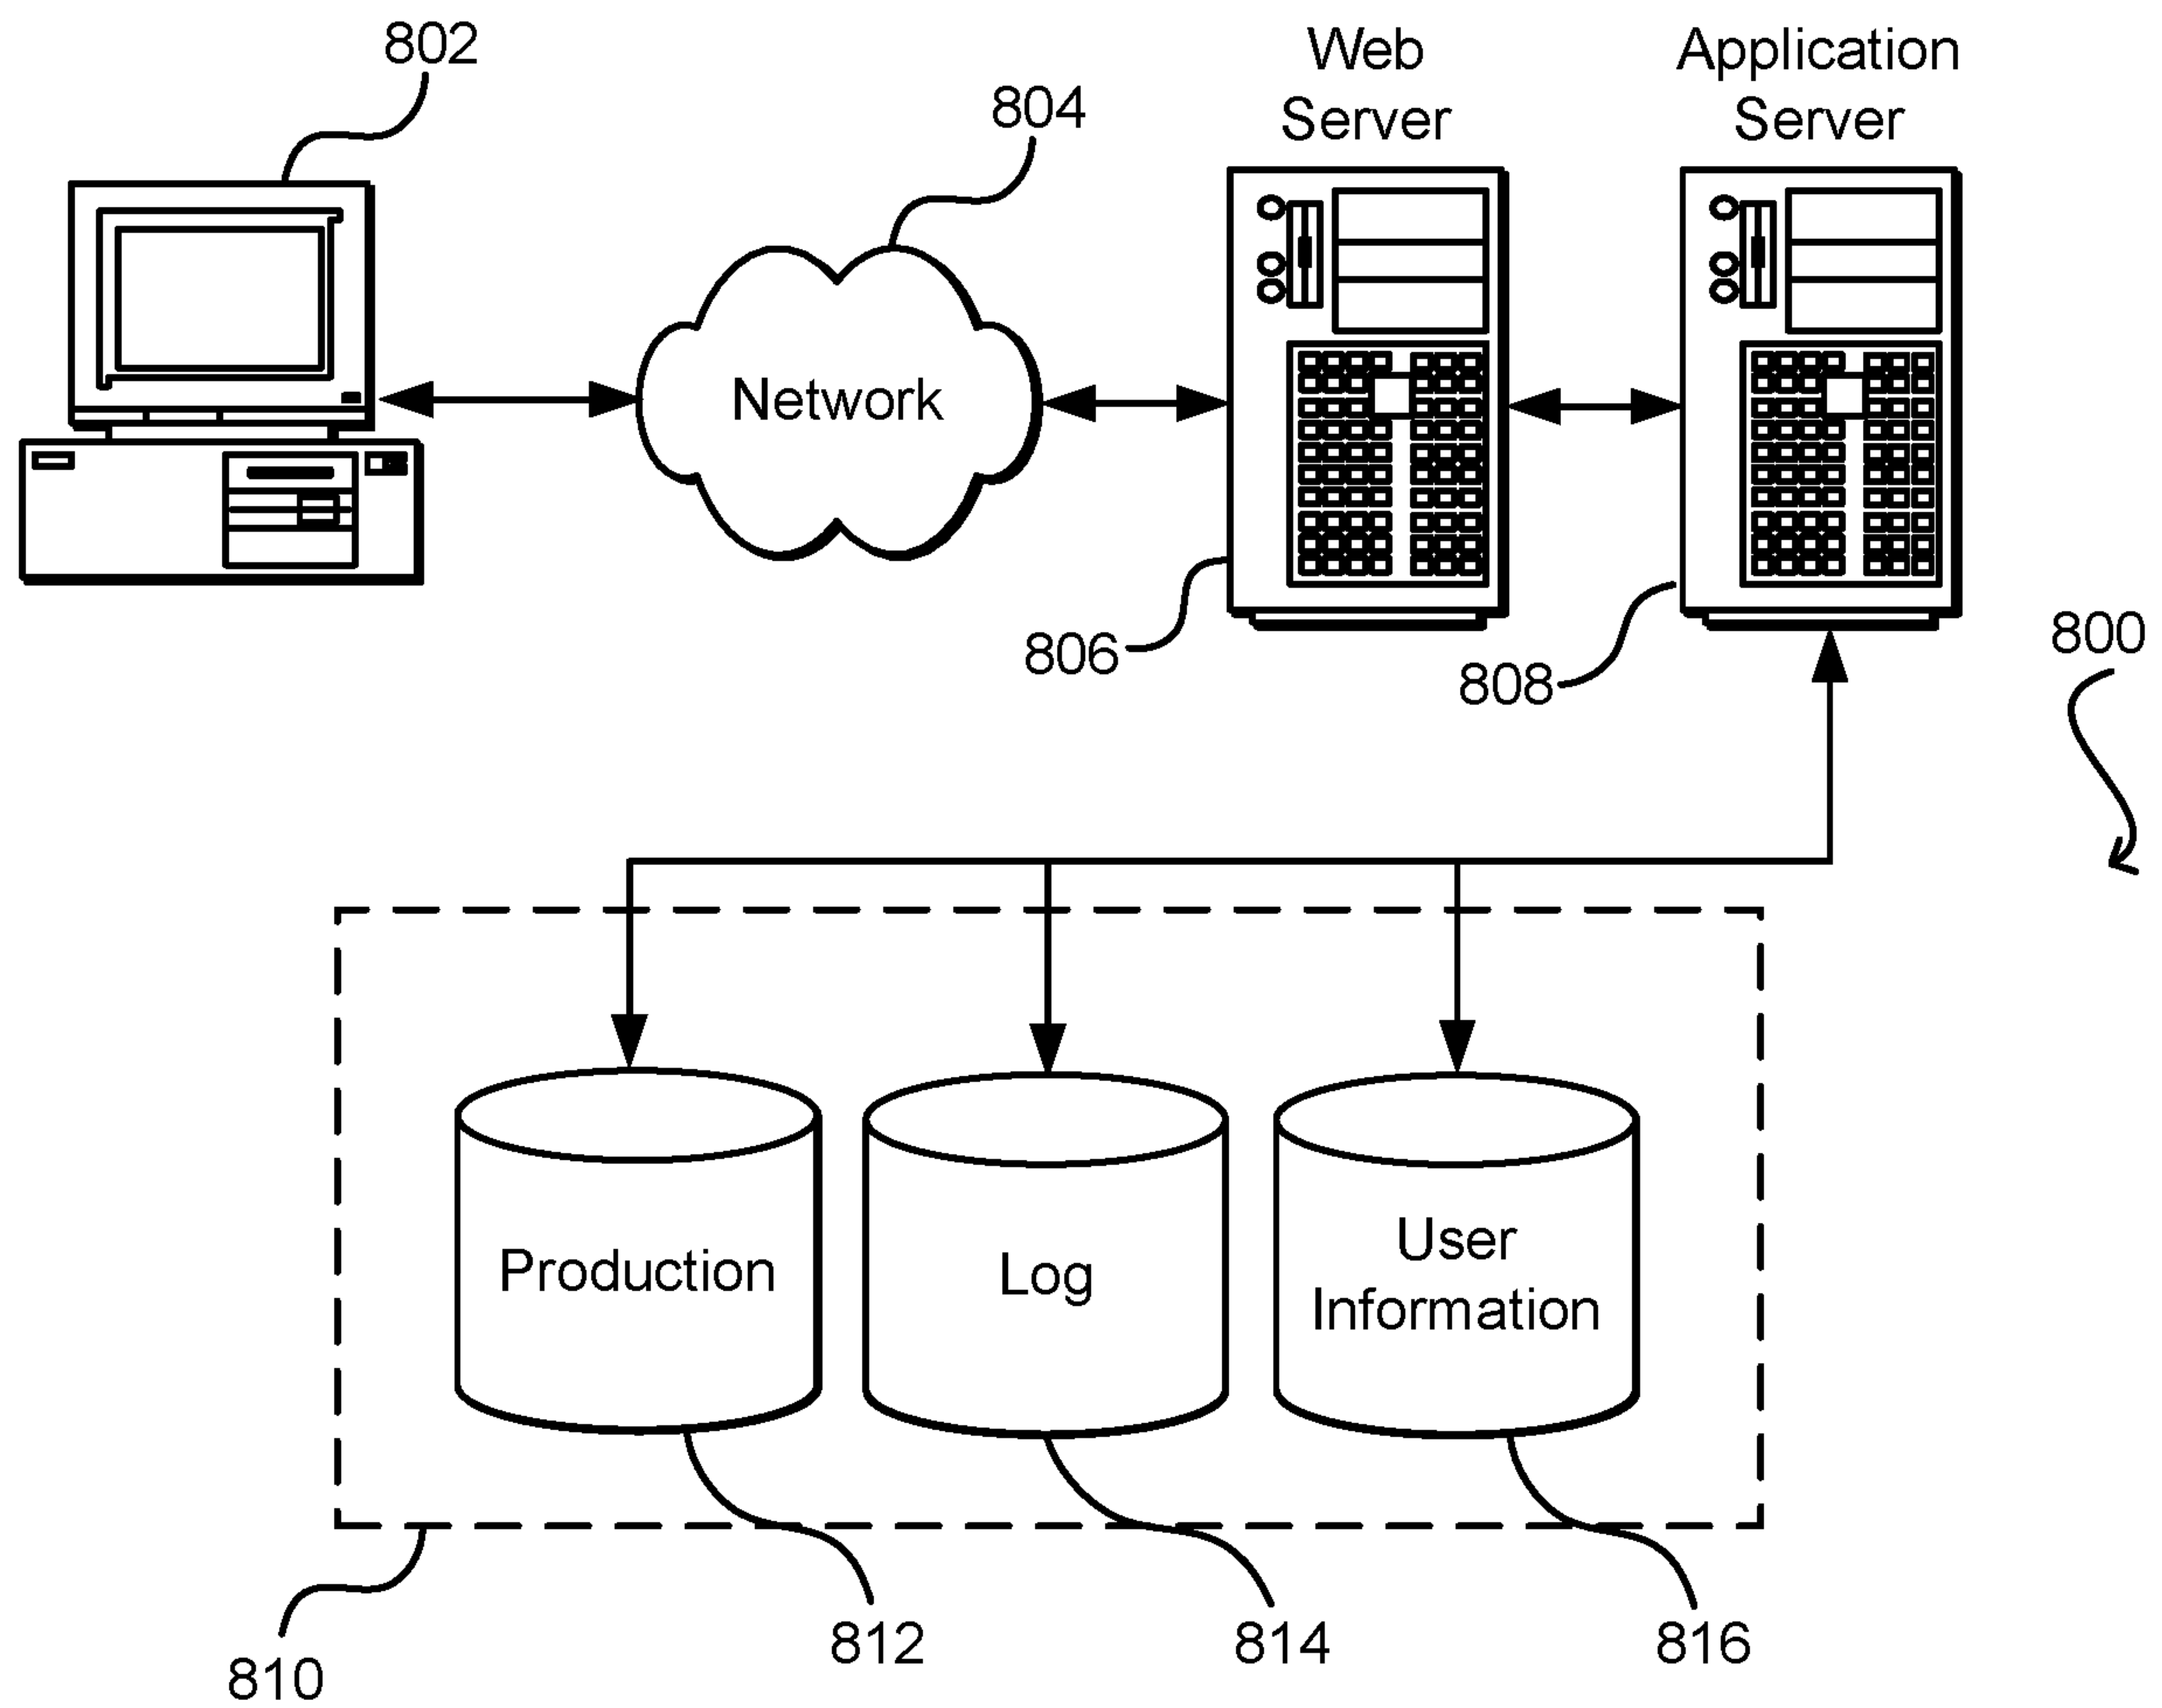 802
804
Web
Server
Application
Server
Network
806
808
800
Production
Log
User
Information
810
812
814
816